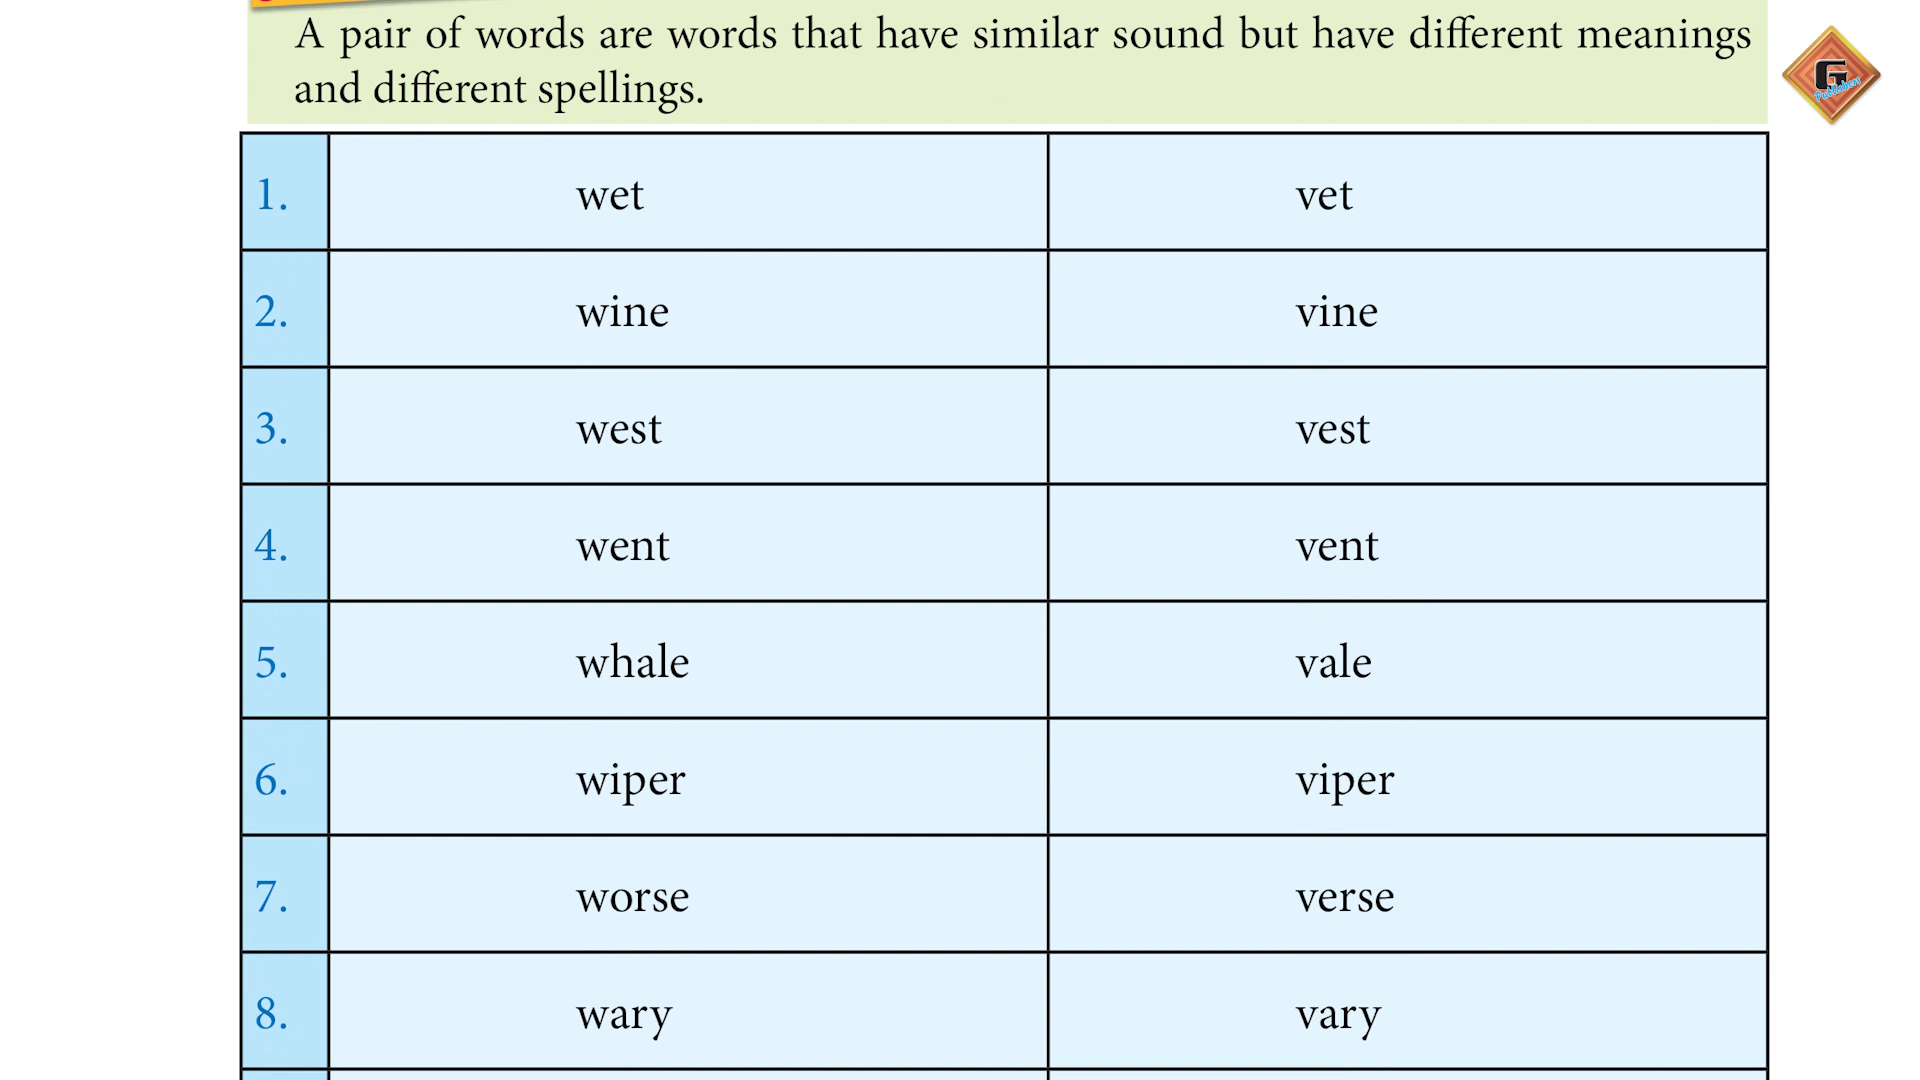 A pair of words are words that have similar sound but have different meanings
and different spellings.
G
Publishers
1. wet vet
2. wine vine
3. west vest
4. went vent
5. whale vale
6. wiper viper
7. worse verse
8. wary vary